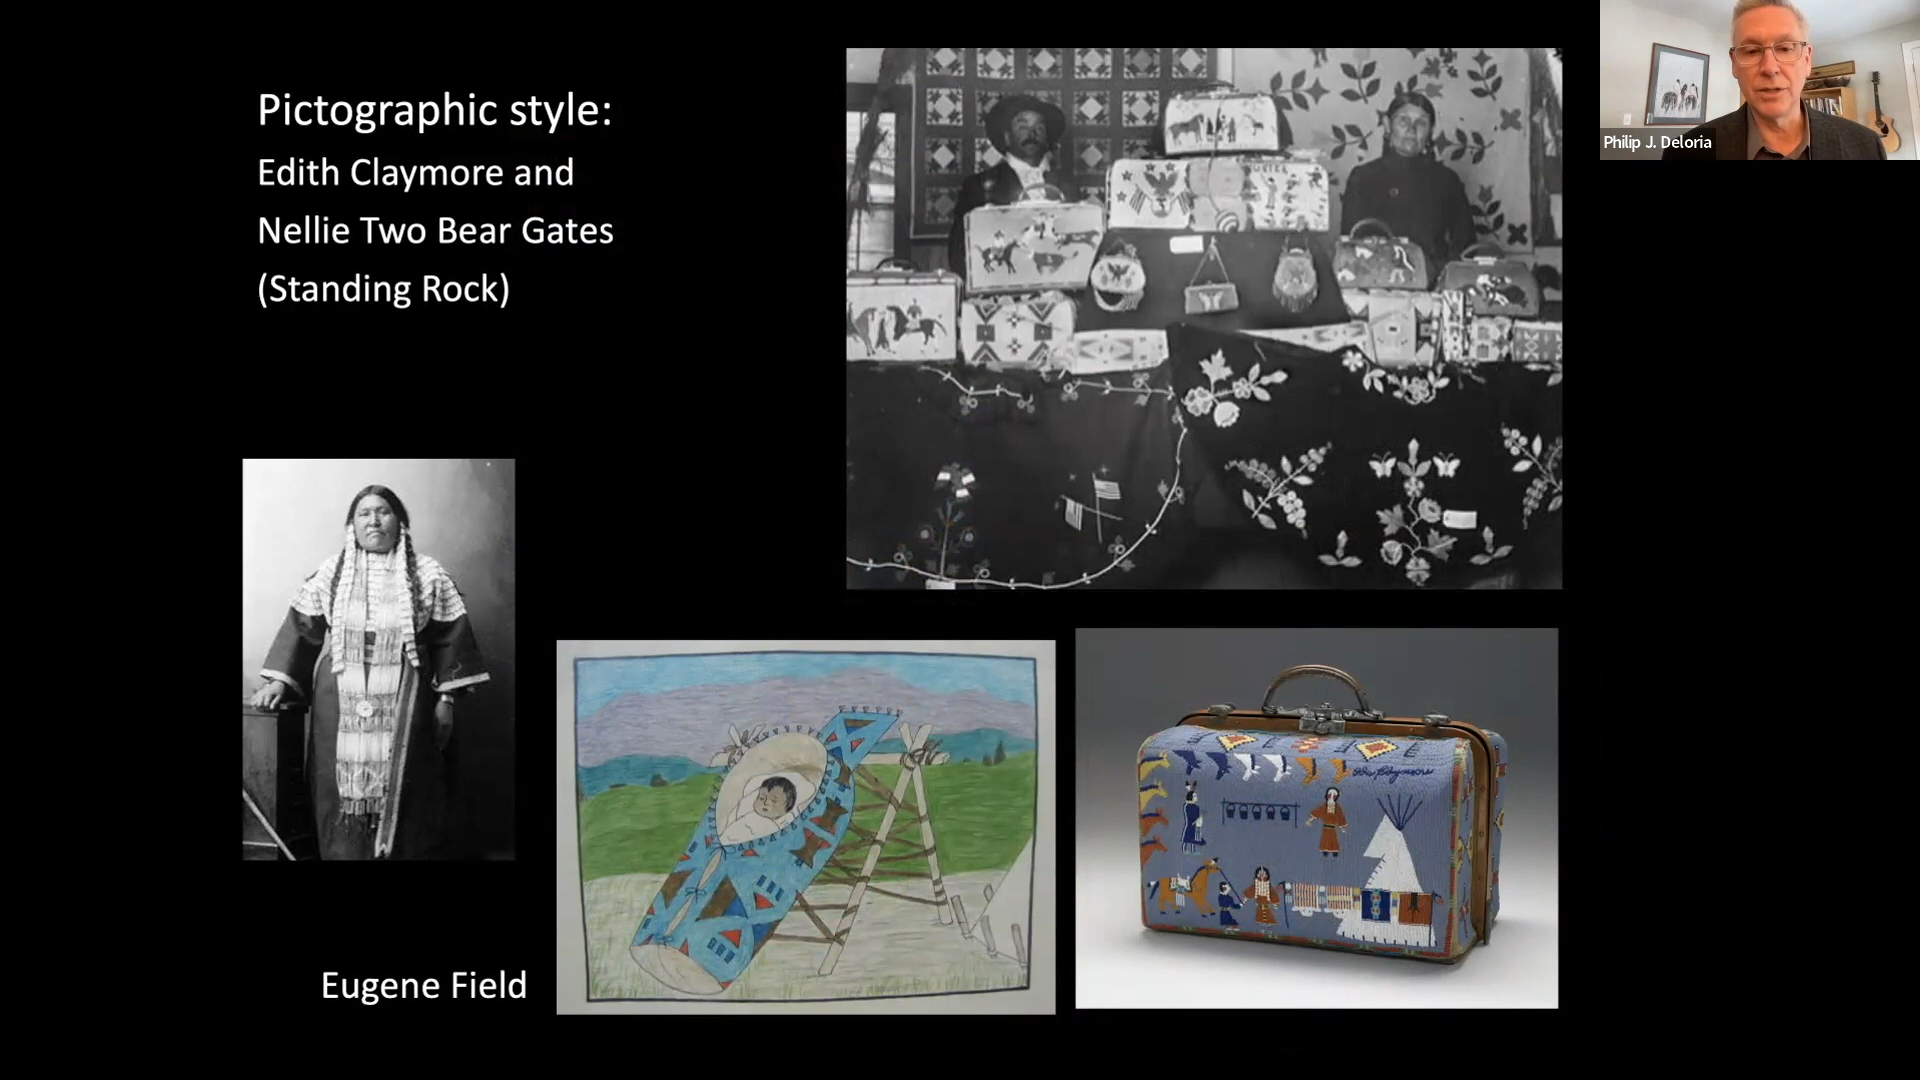 Pictographic style:
Edith Claymore and
Nellie Two Bear Gates
(Standing Rock)
Philip J. Deloria
Eugene Field